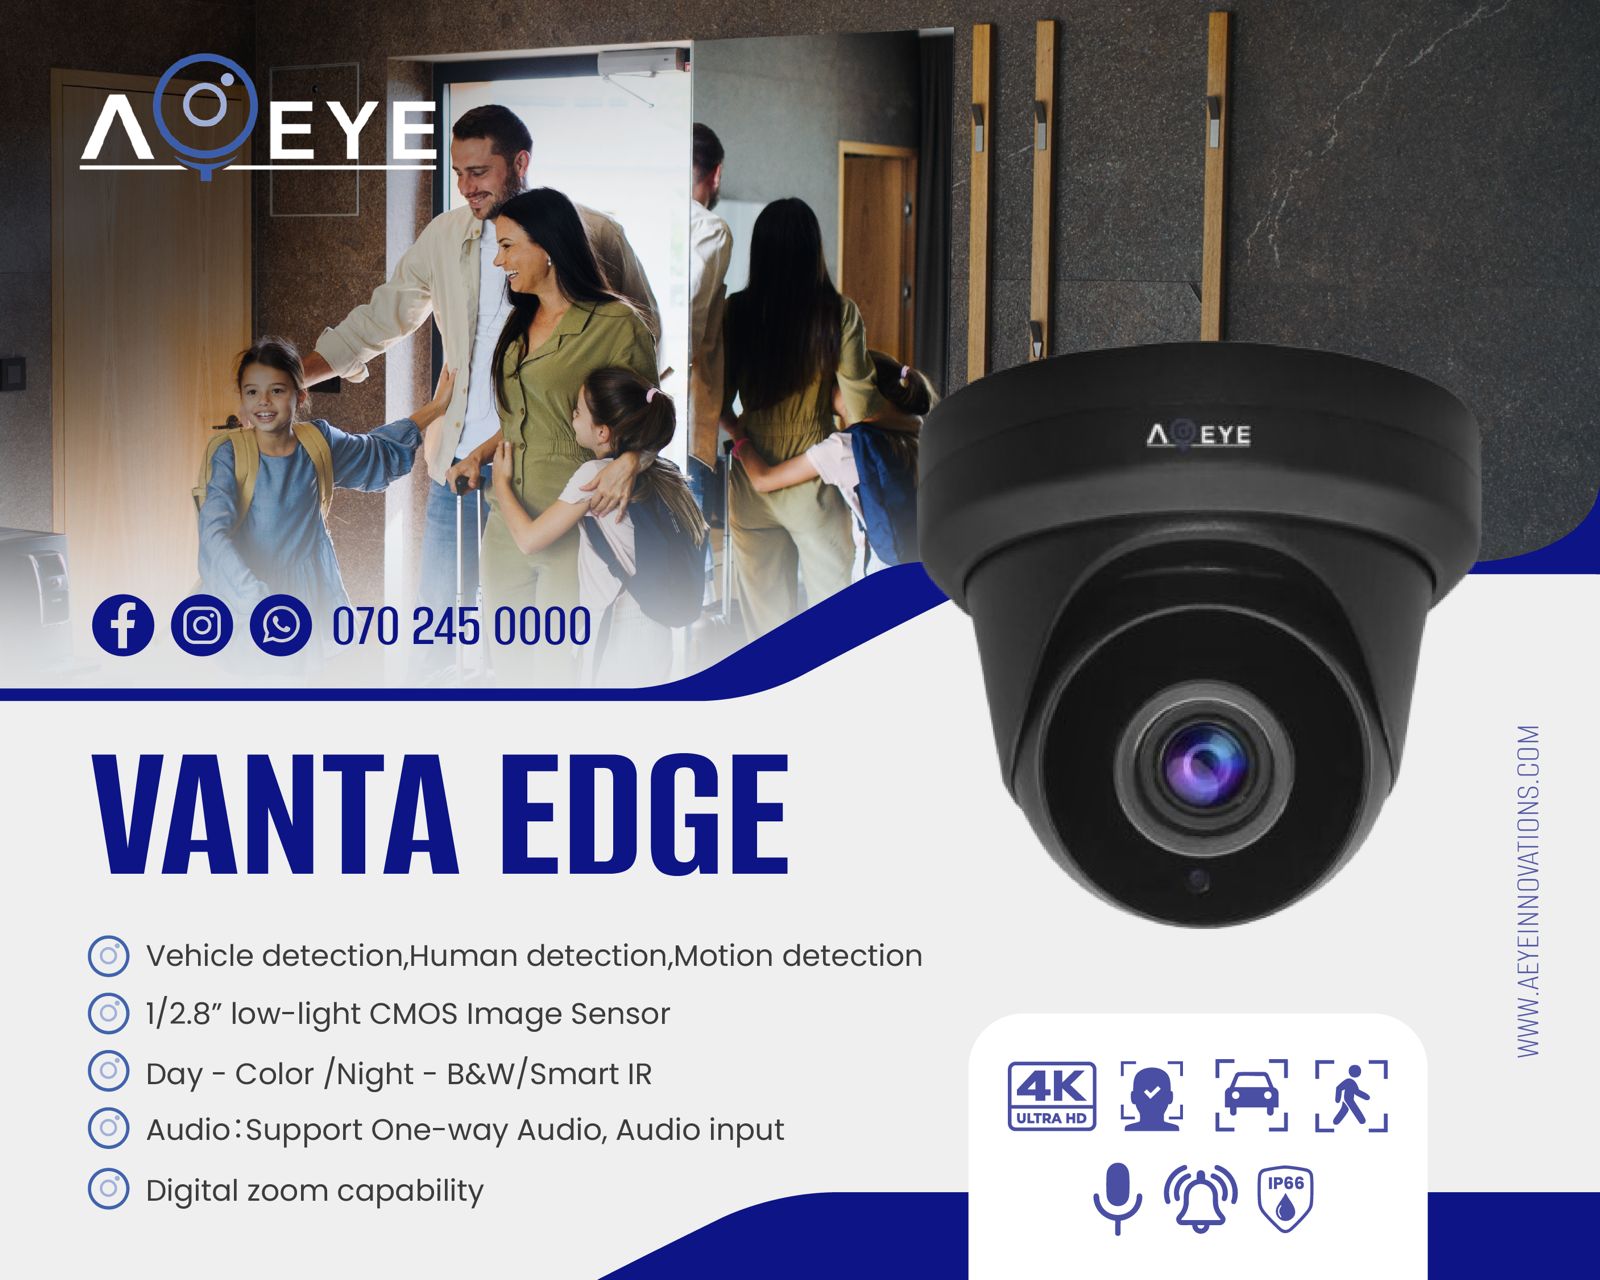 A EYE
A EYE
070 245 0000
VANTA EDGE
Vehicle detection,Human detection,Motion detection
1/2.8” low-light CMOS Image Sensor
Day - Color /Night - B&W/Smart IR
Audio:Support One-way Audio, Audio input
Digital zoom capability
WWW.AEYEINNOVATIONS.COM
4K
ULTRA HD
IP66